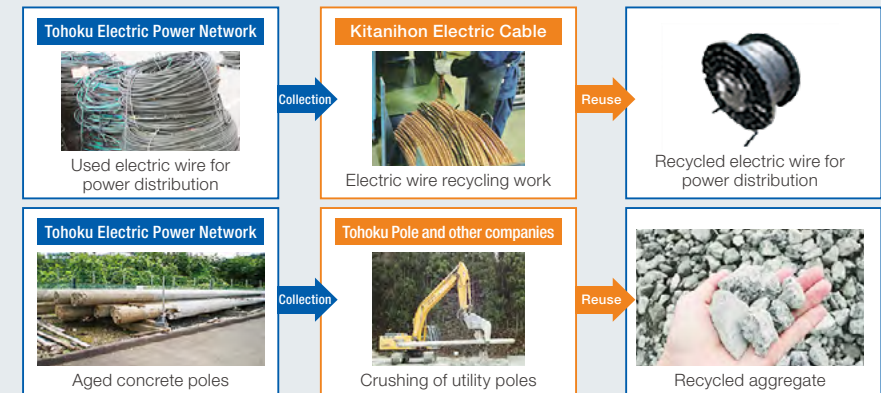 Tohoku Electric Power Network
Used electric wire for
power distribution
Collection
Kitanihon Electric Cable
Electric wire recycling work
Reuse
Recycled electric wire for
power distribution
Tohoku Electric Power Network
Aged concrete poles
Collection
Tohoku Pole and other companies
Crushing of utility poles
Reuse
Recycled aggregate